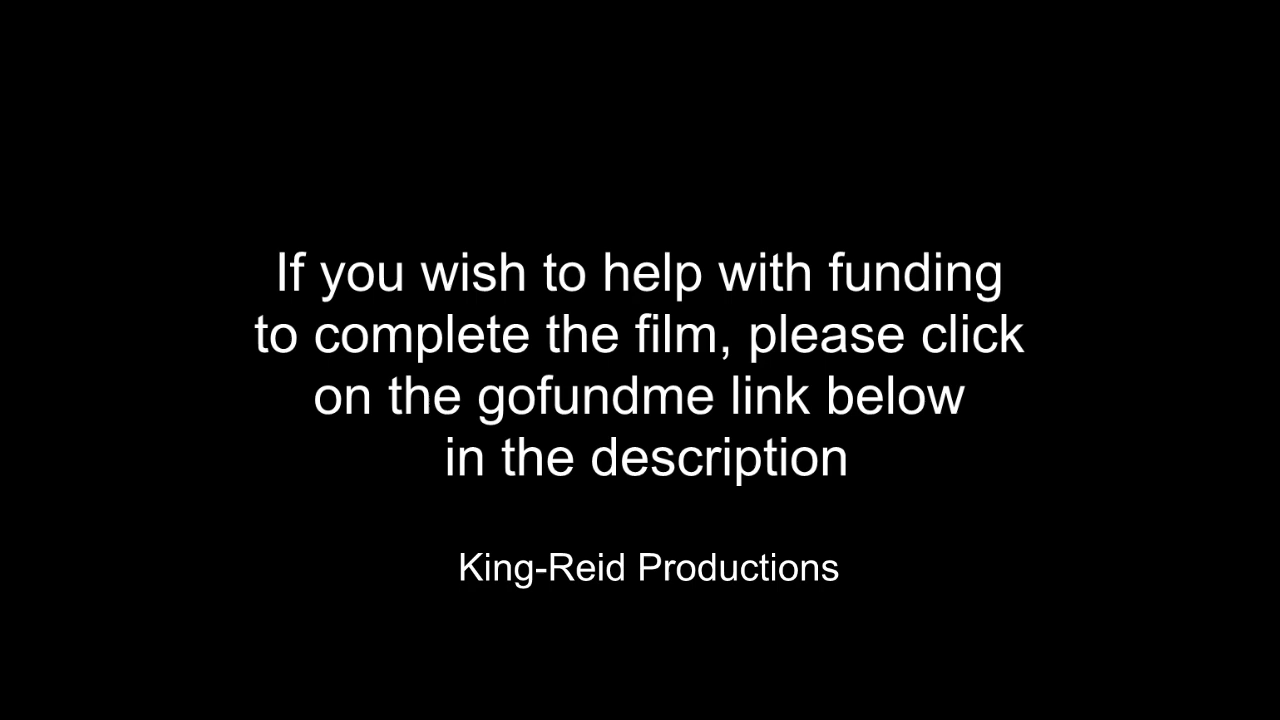 If you wish to help with funding
to complete the film, please click
on the gofundme link below
in the description
King-Reid Productions